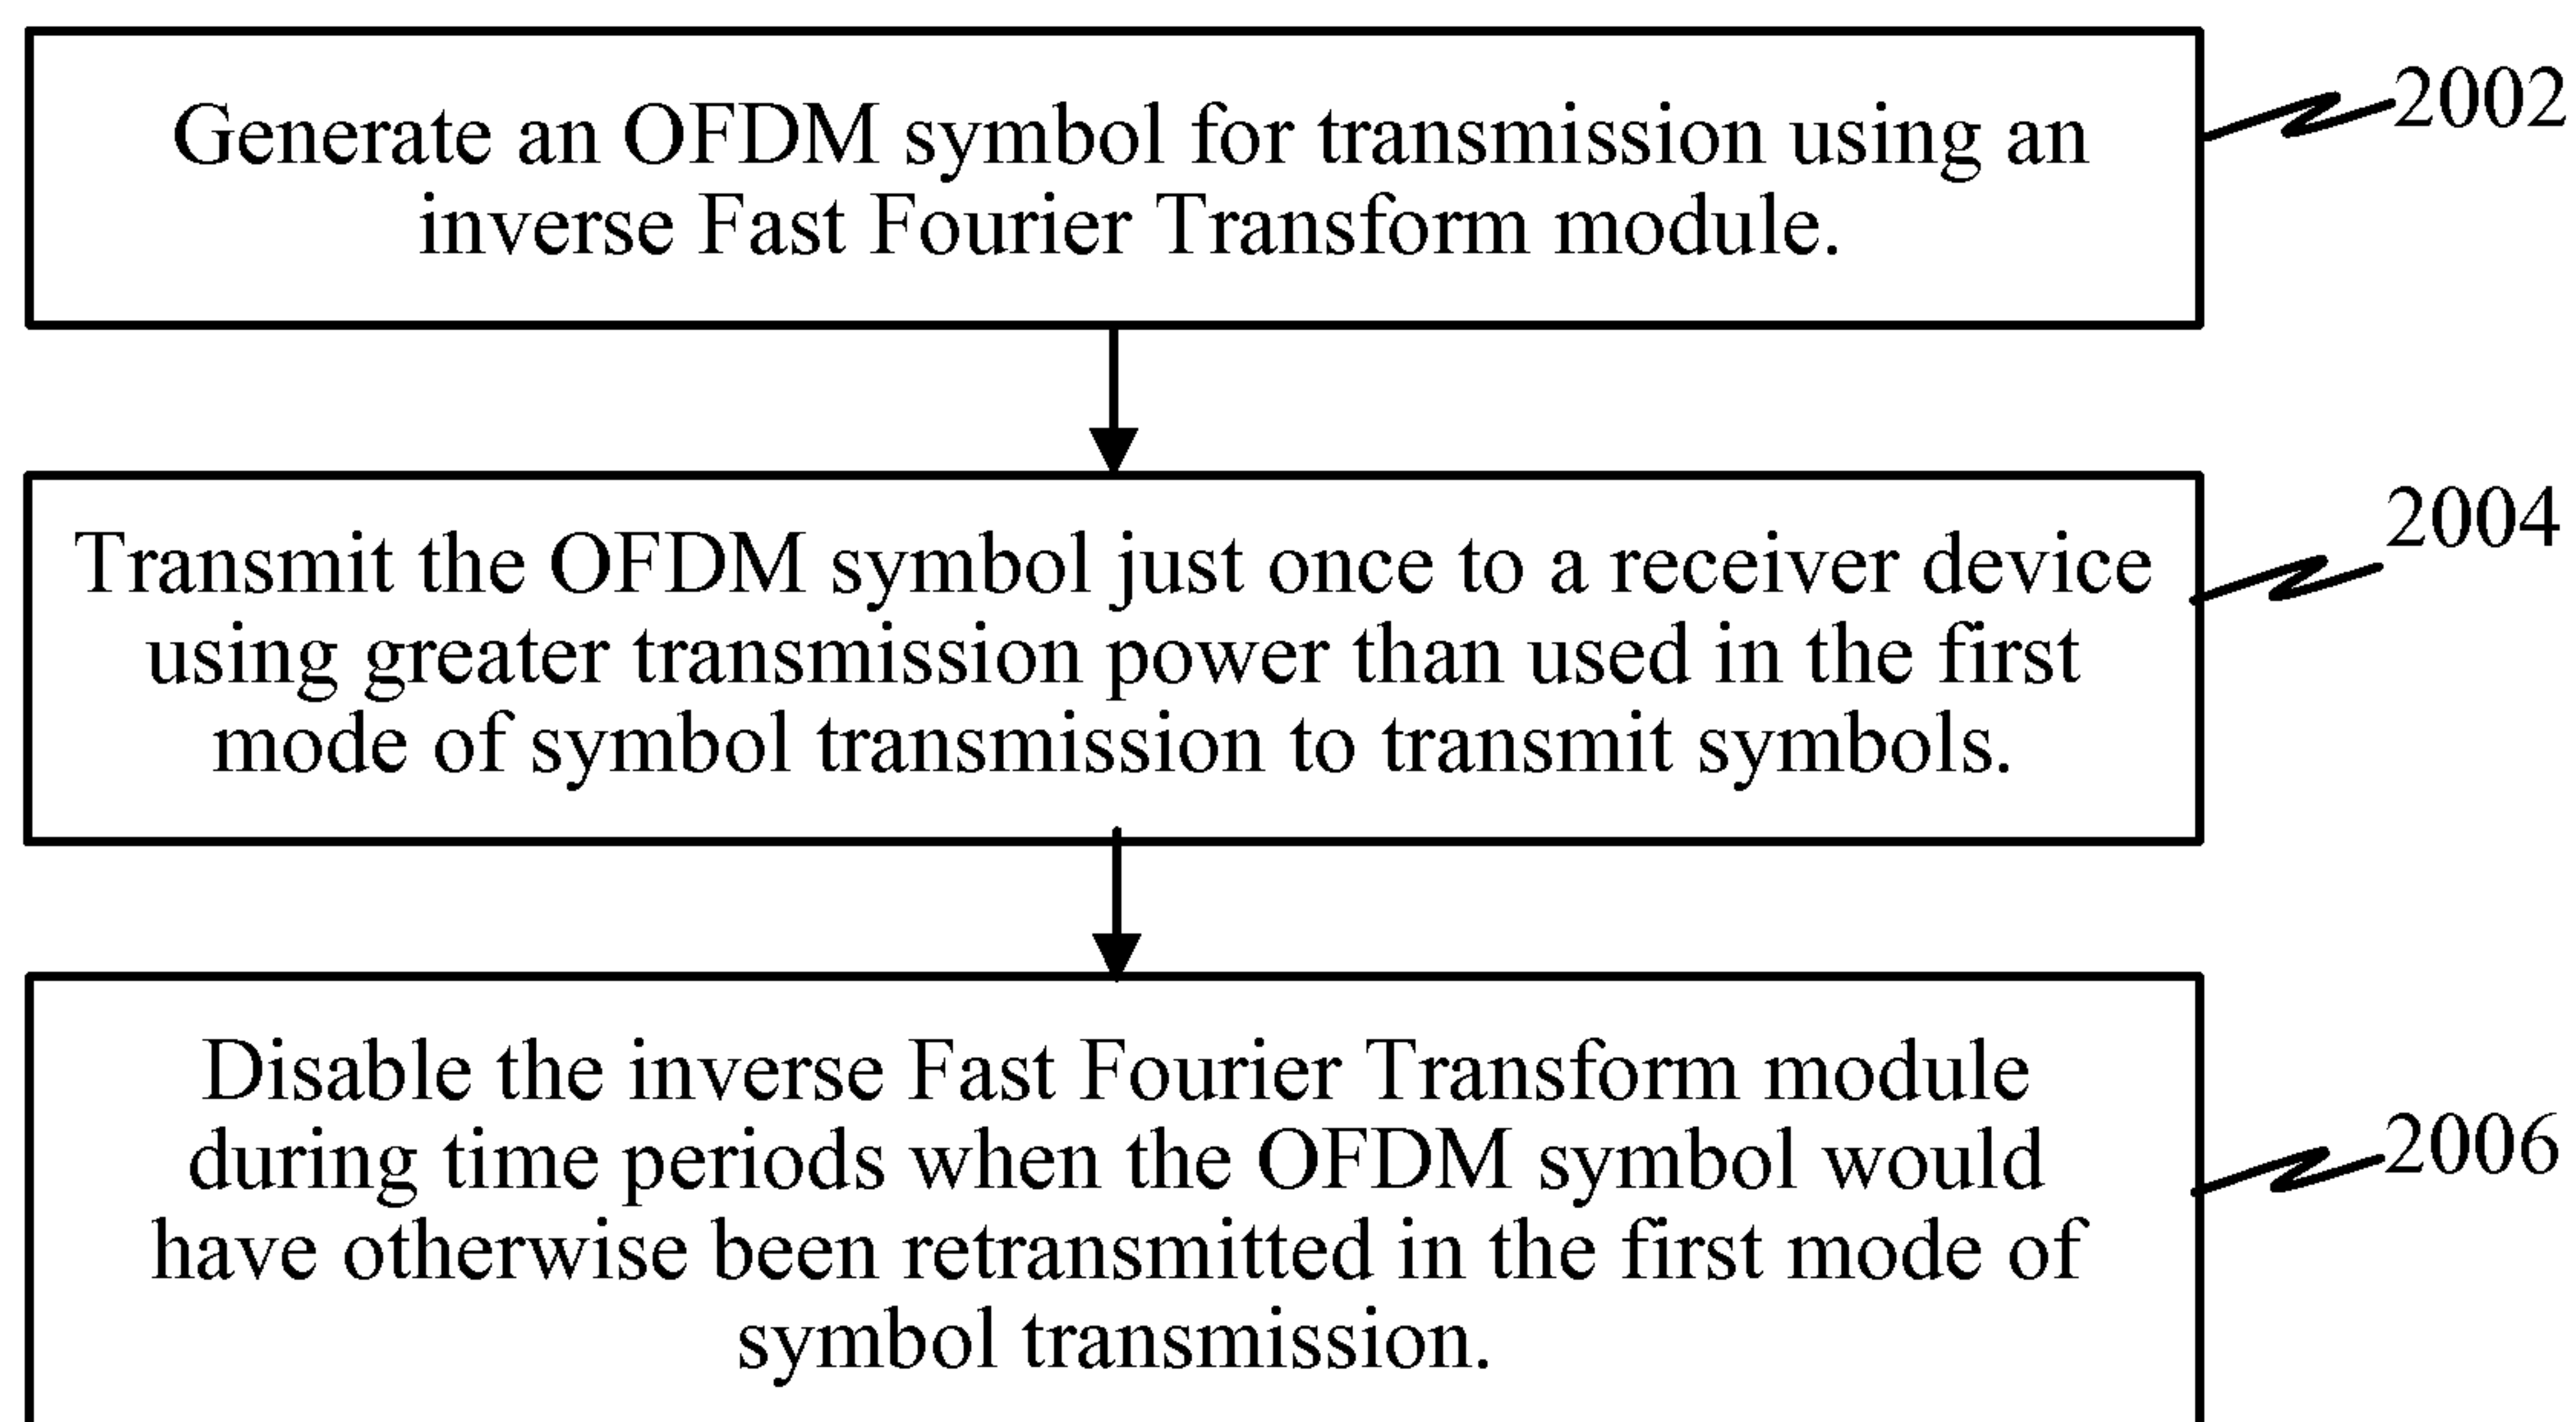 Generate an OFDM symbol for transmission using an
inverse Fast Fourier Transform module.
2002
Transmit the OFDM symbol just once to a receiver device
using greater transmission power than used in the first
mode of symbol transmission to transmit symbols.
2004
Disable the inverse Fast Fourier Transform module
during time periods when the OFDM symbol would
have otherwise been retransmitted in the first mode of
symbol transmission.
2006